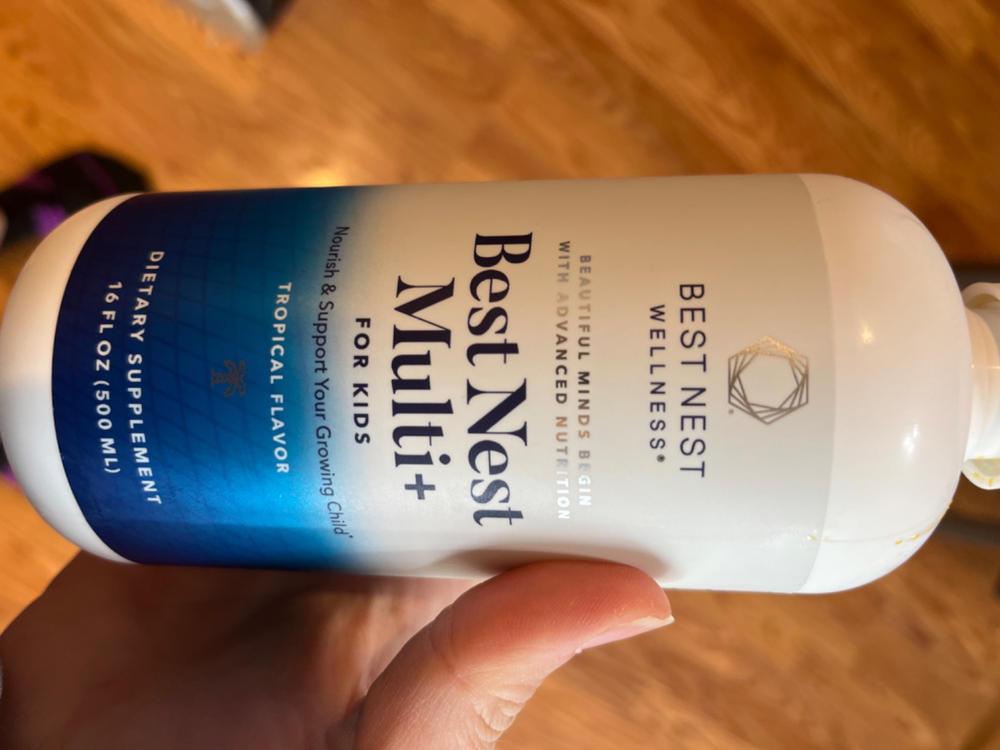 BEST NEST
WELLNESS®
BEAUTIFUL MINDS BEGIN
WITH ADVANCED NUTRITION
Best Nest
Multi+
FOR KIDS
Nourish & Support Your Growing Child*
TROPICAL FLAVOR
DIETARY SUPPLEMENT
16 FL OZ (500 ML)